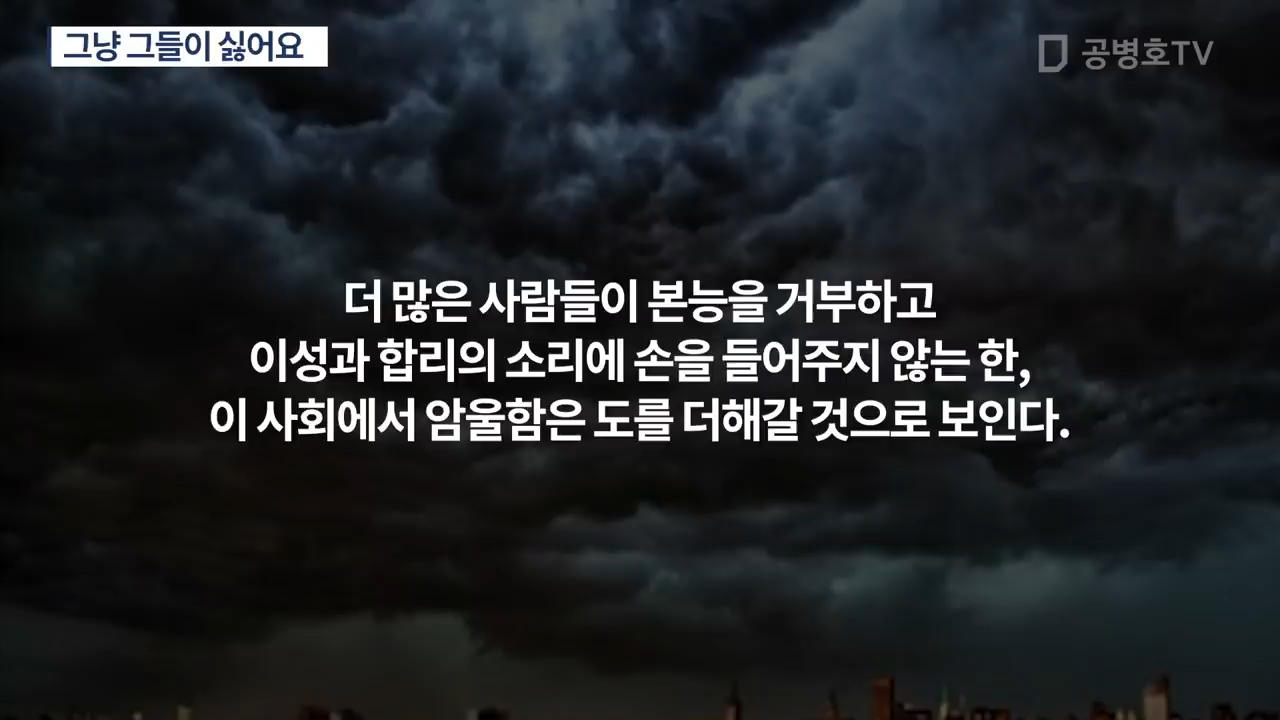 그냥 그들이 싫어요
공병호TV
더 많은 사람들이 본능을 거부하고
이성과 합리의 소리에 손을 들어주지 않는 한,
이 사회에서 암울함은 도를 더해갈 것으로 보인다.